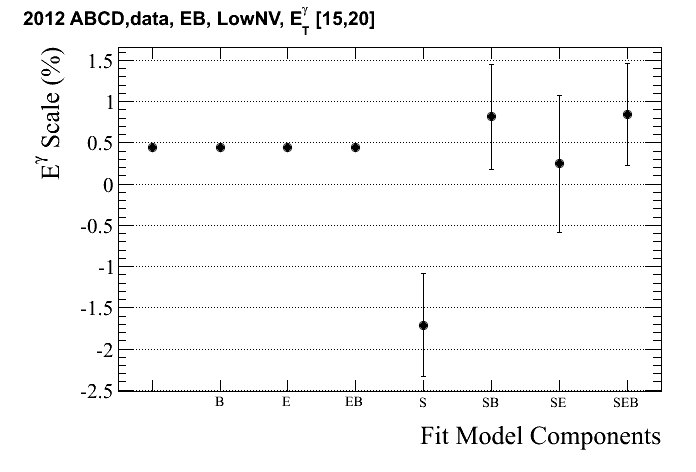 2012 ABCD,data, EB, LowNV, E_T^γ [15,20]
E^γ Scale (%)
1.5
1
0.5
0
-0.5
-1
-1.5
-2
-2.5
B E EB S SB SE SEB
Fit Model Components